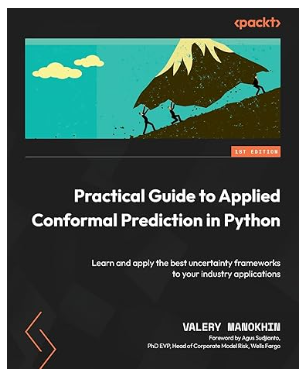 <packt>
1ST EDITION
Practical Guide to Applied
Conformal Prediction in Python
Learn and apply the best uncertainty frameworks
to your industry applications
VALERY MANOKHIN
Foreword by Agus Sudjianto,
PhD EVP, Head of Corporate Model Risk, Wells Fargo